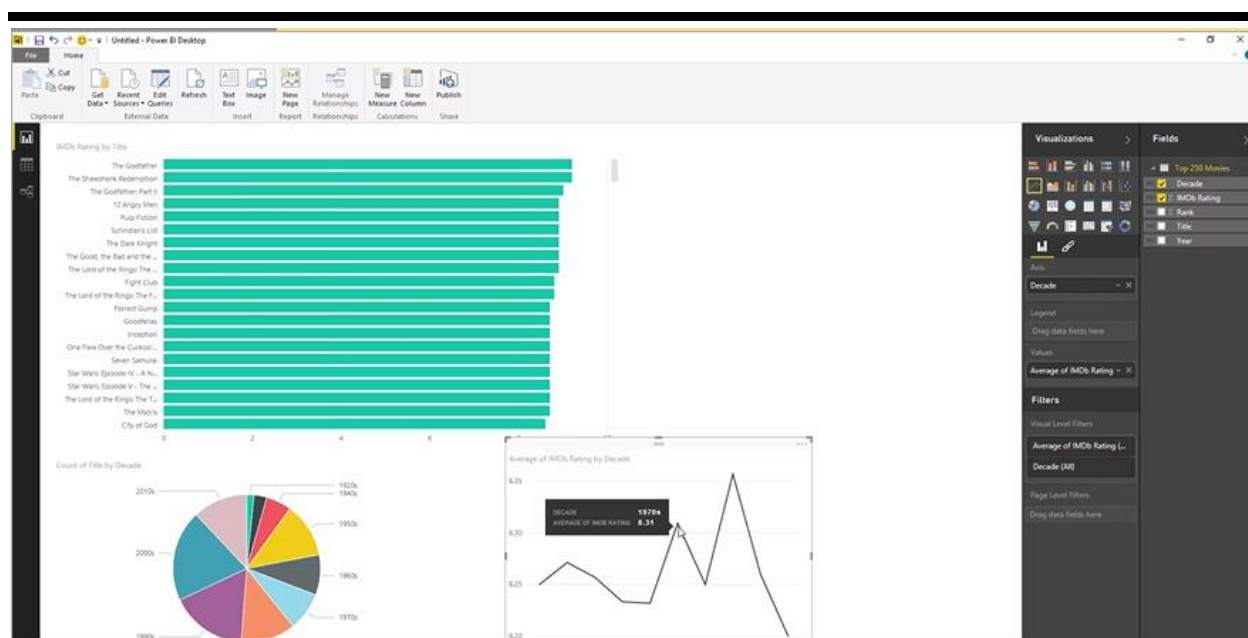 Untitled - Power BI Desktop
File Home
Cut
Copy
Paste
Get Data
Recent Sources
Edit Queries
Refresh
Text Box
Image
New Page
Manage Relationships
New Measure
New Column
Publish
Clipboard External Data Insert Report Relationships Calculations Share
IMDb Rating by Title
The Godfather
The Shawshank Redemption
The Godfather: Part II
12 Angry Men
Pulp Fiction
Schindler's List
The Dark Knight
The Good, the Bad and the ...
The Lord of the Rings: The ...
Fight Club
The Lord of the Rings: The F...
Forrest Gump
Goodfellas
Inception
One Flew Over the Cuckoo'...
Seven Samurai
Star Wars: Episode IV - A N...
Star Wars: Episode V - The ...
The Lord of the Rings: The T...
The Matrix
City of God
0 2 4 6
Count of Title by Decade
2010s
1920s
1940s
1950s
2000s
1960s
1970s
1990s
Average of IMDb Rating by Decade
8.35
DECADE 1970s
AVERAGE OF IMDB RATING 8.31
8.30
8.25
8.20
Visualizations
Axis
Decade
Legend
Drag data fields here
Values
Average of IMDb Rating
Filters
Visual Level Filters
Average of IMDb Rating (...
Decade (All)
Page Level Filters
Drag data fields here
Fields
Top 250 Movies
Decade
IMDb Rating
Rank
Title
Year